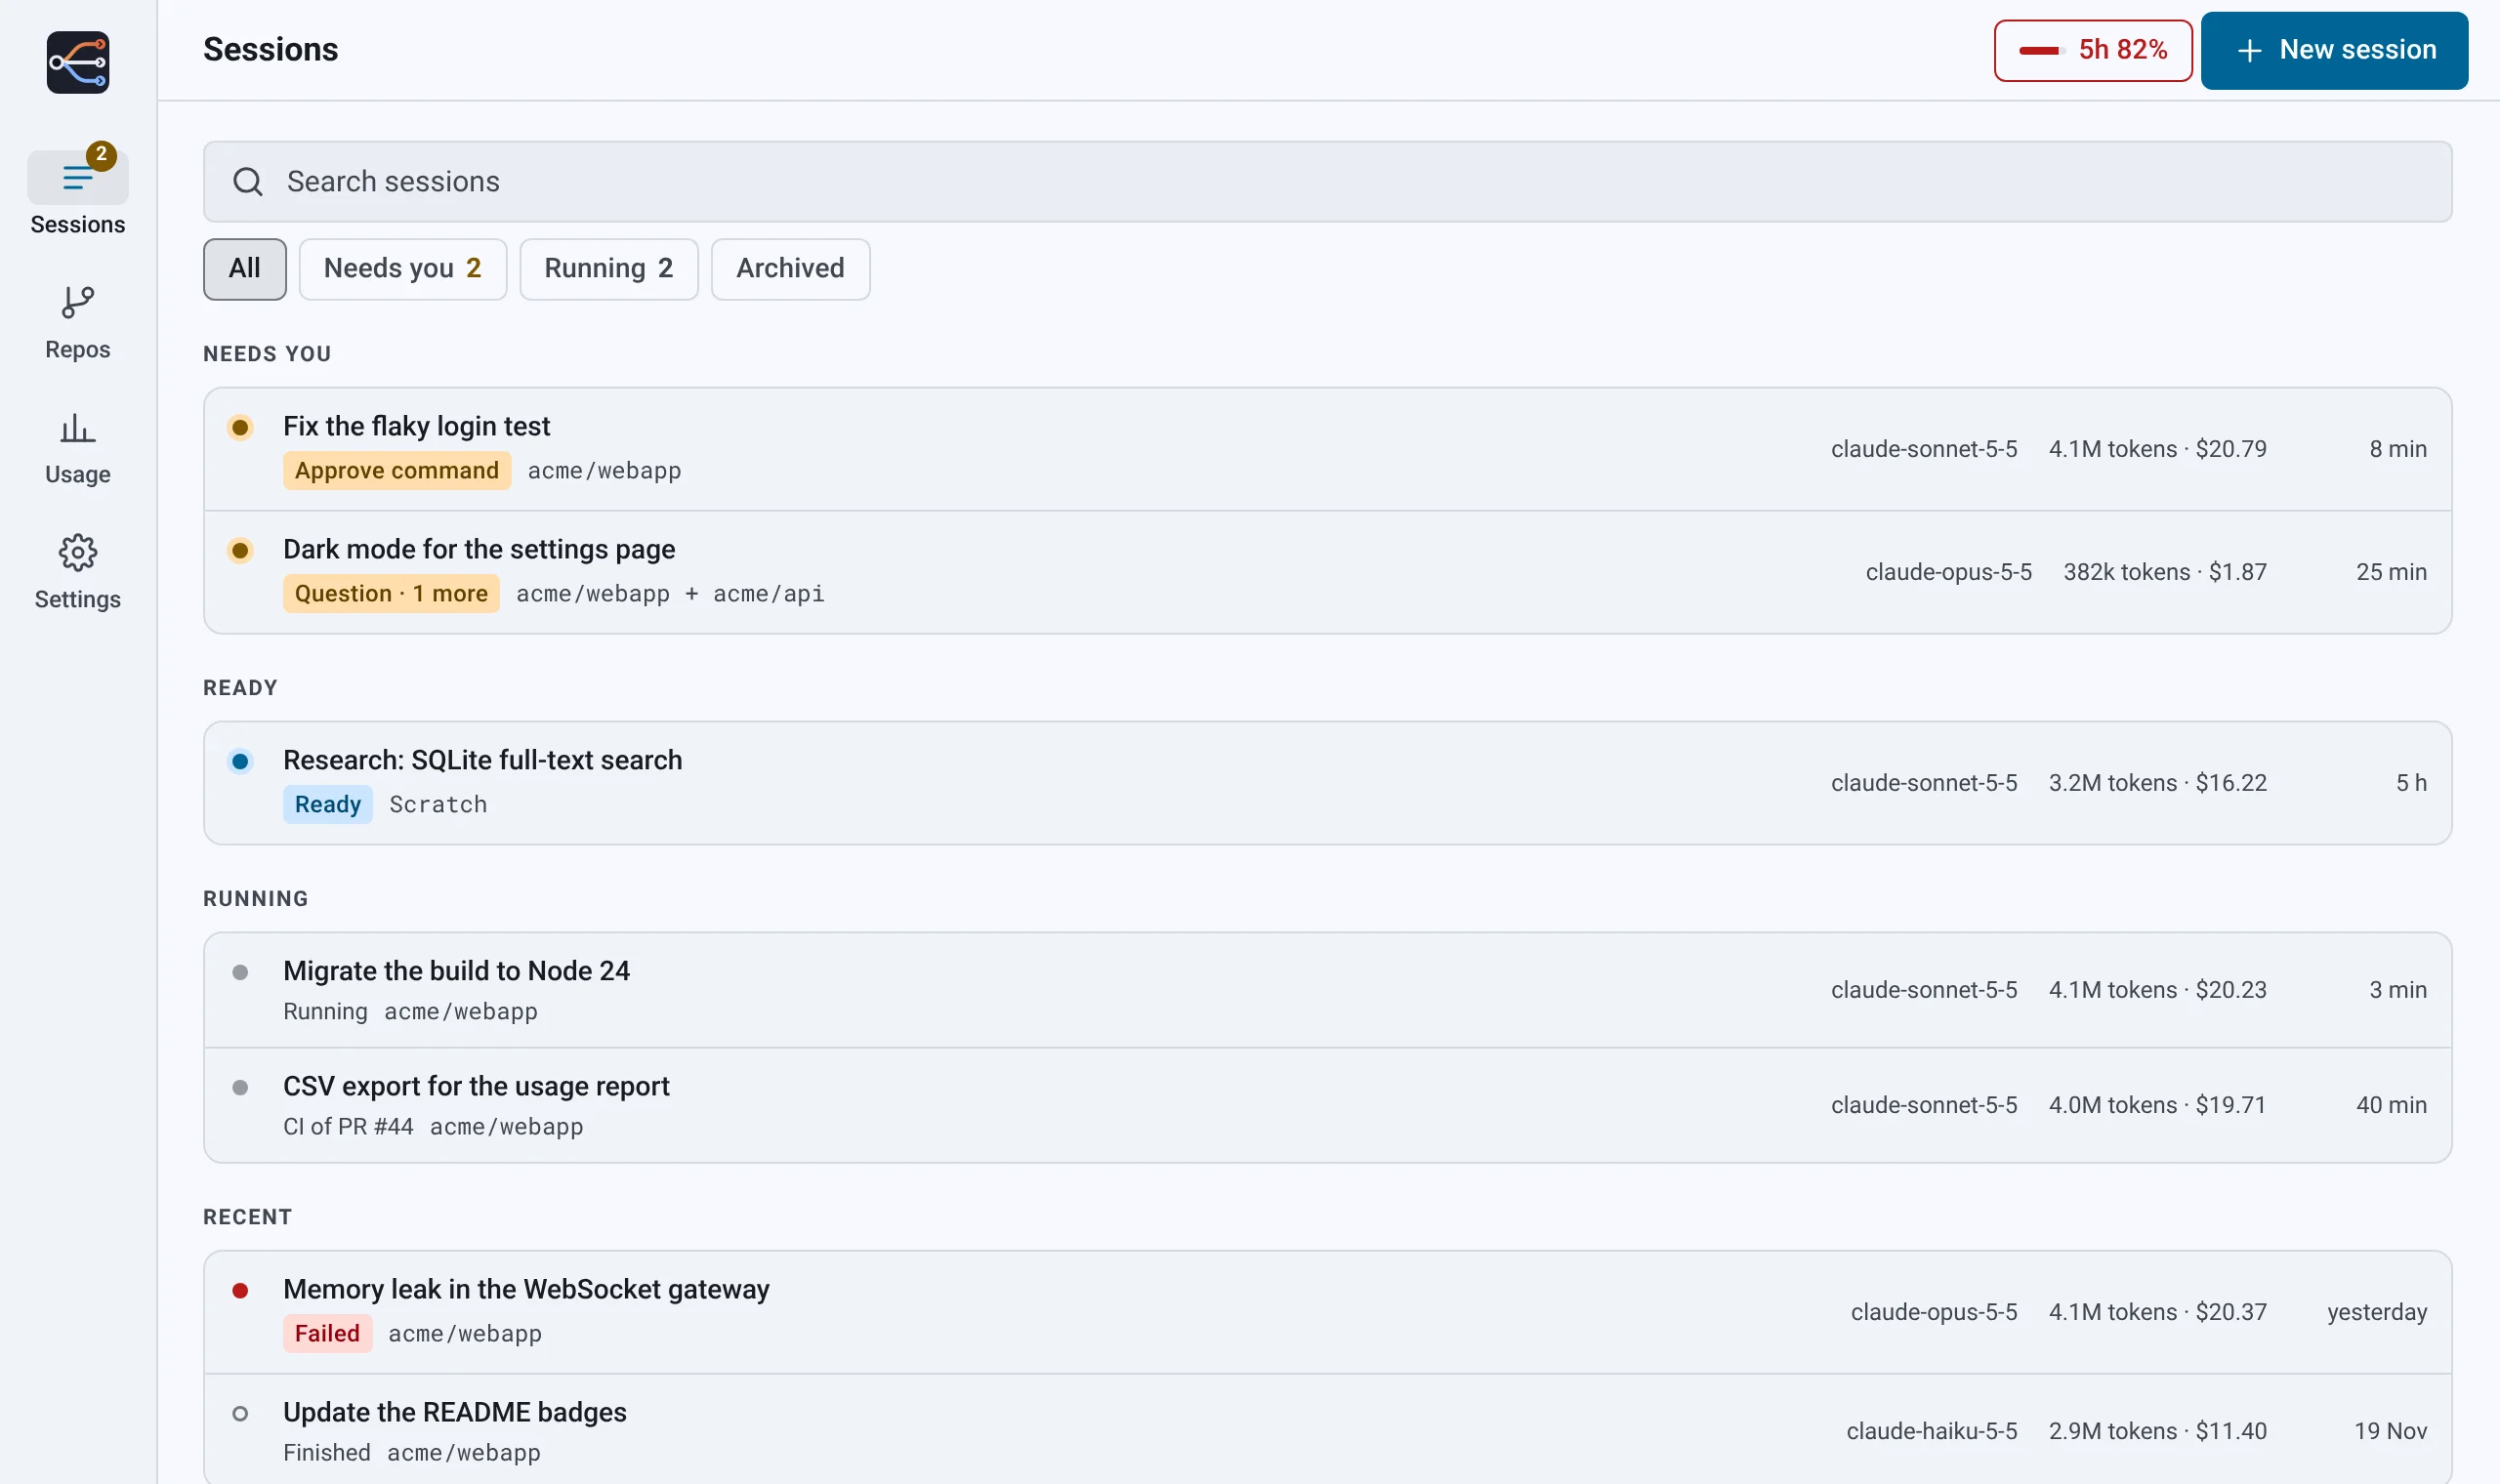 Sessions
5h 82%
New session
2
Sessions
Repos
Usage
Settings
Search sessions
All
Needs you 2
Running 2
Archived
NEEDS YOU
Fix the flaky login test
Approve command acme/webapp
claude-sonnet-5-5 4.1M tokens · $20.79 8 min
Dark mode for the settings page
Question · 1 more acme/webapp + acme/api
claude-opus-5-5 382k tokens · $1.87 25 min
READY
Research: SQLite full-text search
Ready Scratch
claude-sonnet-5-5 3.2M tokens · $16.22 5 h
RUNNING
Migrate the build to Node 24
Running acme/webapp
claude-sonnet-5-5 4.1M tokens · $20.23 3 min
CSV export for the usage report
CI of PR #44 acme/webapp
claude-sonnet-5-5 4.0M tokens · $19.71 40 min
RECENT
Memory leak in the WebSocket gateway
Failed acme/webapp
claude-opus-5-5 4.1M tokens · $20.37 yesterday
Update the README badges
Finished acme/webapp
claude-haiku-5-5 2.9M tokens · $11.40 19 Nov